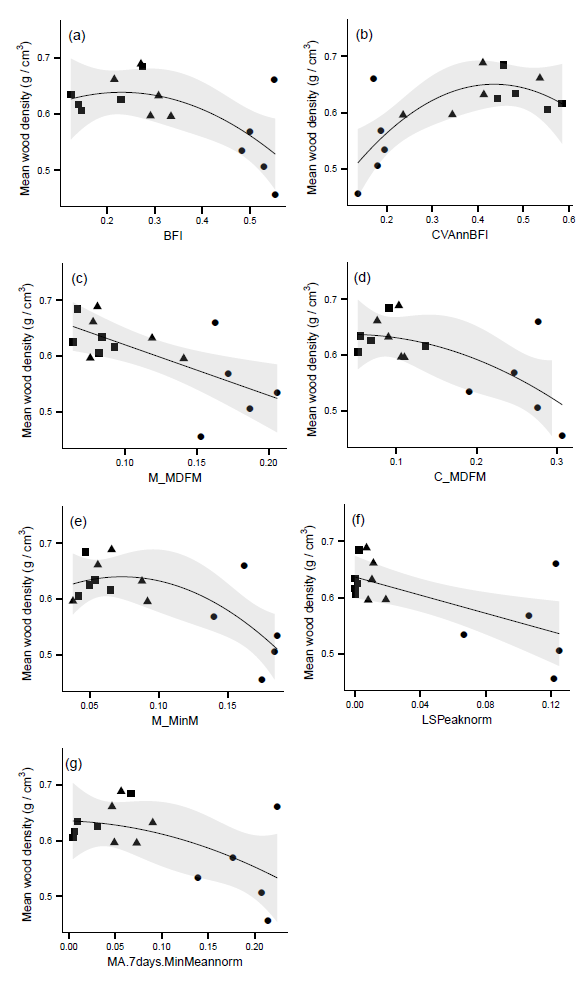 (a)
Mean wood density (g / cm³)
0.7
0.6
0.5
0.2
0.3
0.4
0.5
BFI
(b)
Mean wood density (g / cm³)
0.7
0.6
0.5
0.2
0.3
0.4
0.5
0.6
CVAnnBFI
(c)
Mean wood density (g / cm³)
0.7
0.6
0.5
0.10
0.15
0.20
M_MDFM
(d)
Mean wood density (g / cm³)
0.7
0.6
0.5
0.1
0.2
0.3
C_MDFM
(e)
Mean wood density (g / cm³)
0.7
0.6
0.5
0.05
0.10
0.15
M_MinM
(f)
Mean wood density (g / cm³)
0.7
0.6
0.5
0.00
0.04
0.08
0.12
LSPeaknorm
(g)
Mean wood density (g / cm³)
0.7
0.6
0.5
0.00
0.05
0.10
0.15
0.20
MA.7days.MinMeannorm